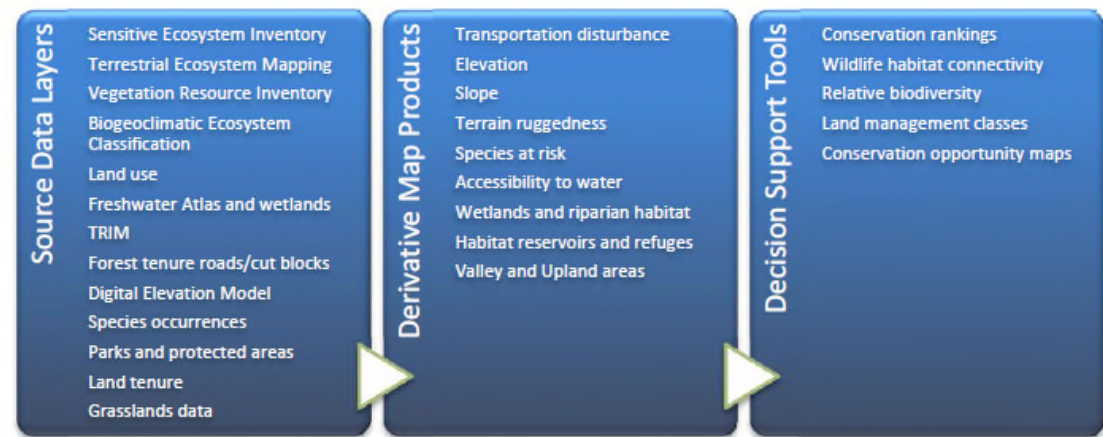 Source Data Layers
Sensitive Ecosystem Inventory
Terrestrial Ecosystem Mapping
Vegetation Resource Inventory
Biogeoclimatic Ecosystem
Classification
Land use
Freshwater Atlas and wetlands
TRIM
Forest tenure roads/cut blocks
Digital Elevation Model
Species occurrences
Parks and protected areas
Land tenure
Grasslands data
Derivative Map Products
Transportation disturbance
Elevation
Slope
Terrain ruggedness
Species at risk
Accessibility to water
Wetlands and riparian habitat
Habitat reservoirs and refuges
Valley and Upland areas
Decision Support Tools
Conservation rankings
Wildlife habitat connectivity
Relative biodiversity
Land management classes
Conservation opportunity maps